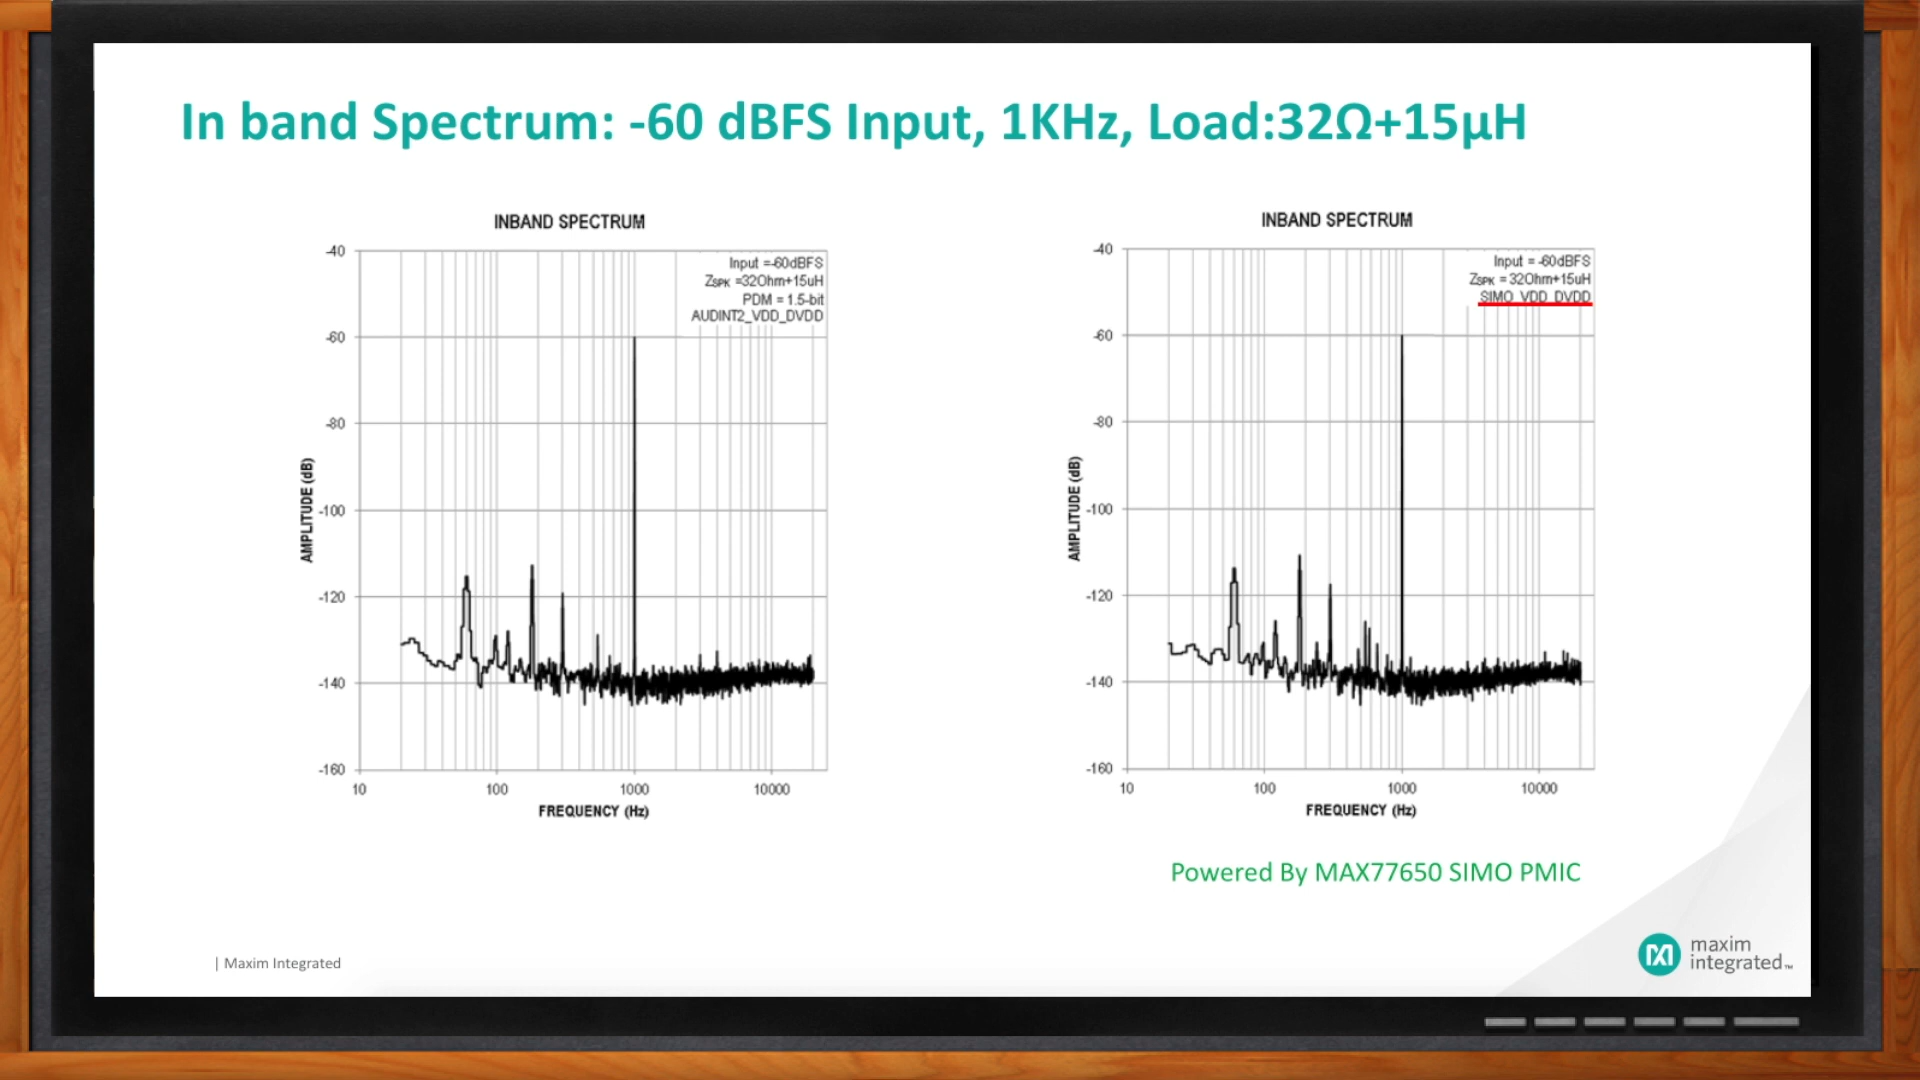 In band Spectrum: -60 dBFS Input, 1KHz, Load:32Ω+15µH
INBAND SPECTRUM
-40
Input =-60dBFS
ZSPK =32Ohm+15uH
PDM = 1.5-bit
AUDINT2_VDD_DVDD
-60
-80
-100
-120
-140
-160
AMPLITUDE (dB)
10
100
1000
10000
FREQUENCY (Hz)
INBAND SPECTRUM
-40
Input = -60dBFS
ZSPK = 32Ohm+15uH
SIMO_VDD_DVDD
-60
-80
-100
-120
-140
-160
AMPLITUDE (dB)
10
100
1000
10000
FREQUENCY (Hz)
Powered By MAX77650 SIMO PMIC
| Maxim Integrated
maxim
integrated™